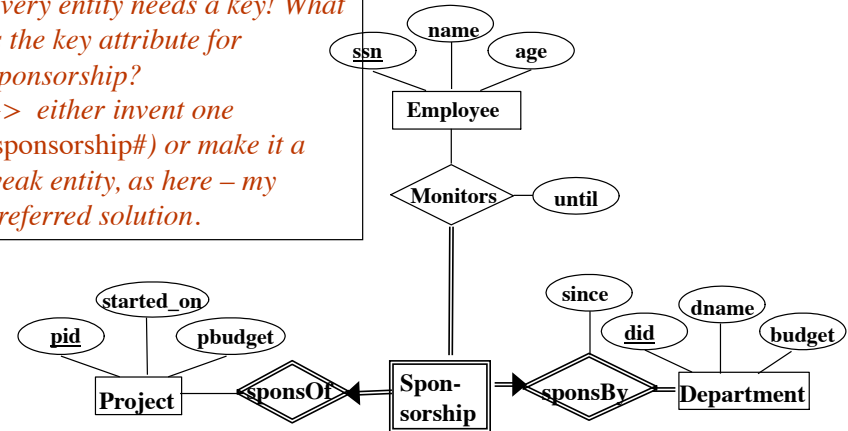 very entity needs a key! What
the key attribute for
ponsorship?
> either invent one
sponsorship#) or make it a
eak entity, as here – my
referred solution.
name
ssn
age
Employee
Monitors
until
started_on
pid
pbudget
since
dname
did
budget
Project
sponsOf
Spon-
sorship
sponsBy
Department